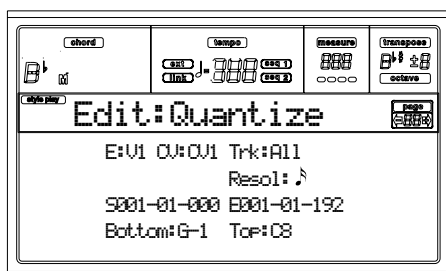 chord tempo measure transpose
ext seq 1
link seq 2
octave
style play
Edit:Quantize
page
E:V1 CV:CV1 Trk:All
Resol:
S001-01-000 E001-01-192
Bottom:G-1 Top:C8